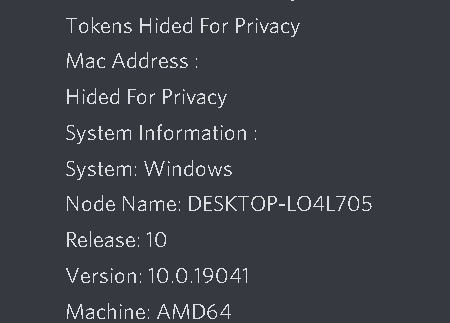 Tokens Hided For Privacy
Mac Address :
Hided For Privacy
System Information :
System: Windows
Node Name: DESKTOP-LO4L705
Release: 10
Version: 10.0.19041
Machine: AMD64